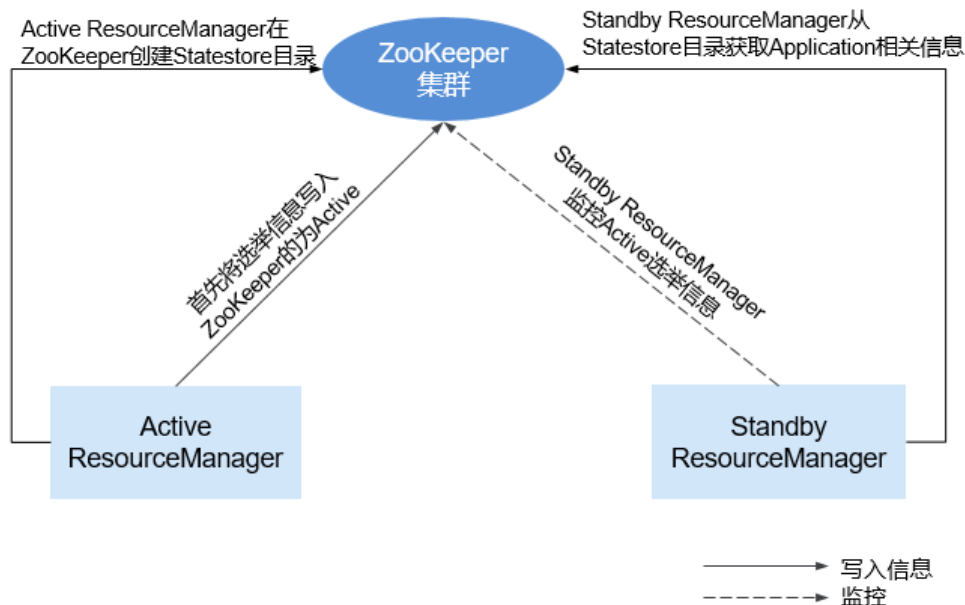 Active ResourceManager在
ZooKeeper创建Statestore目录
ZooKeeper
集群
Standby ResourceManager从
Statestore目录获取Application相关信息
首先将选举信息写入
ZooKeeper的为Active
Standby ResourceManager
监控Active选举信息
Active
ResourceManager
Standby
ResourceManager
写入信息
监控